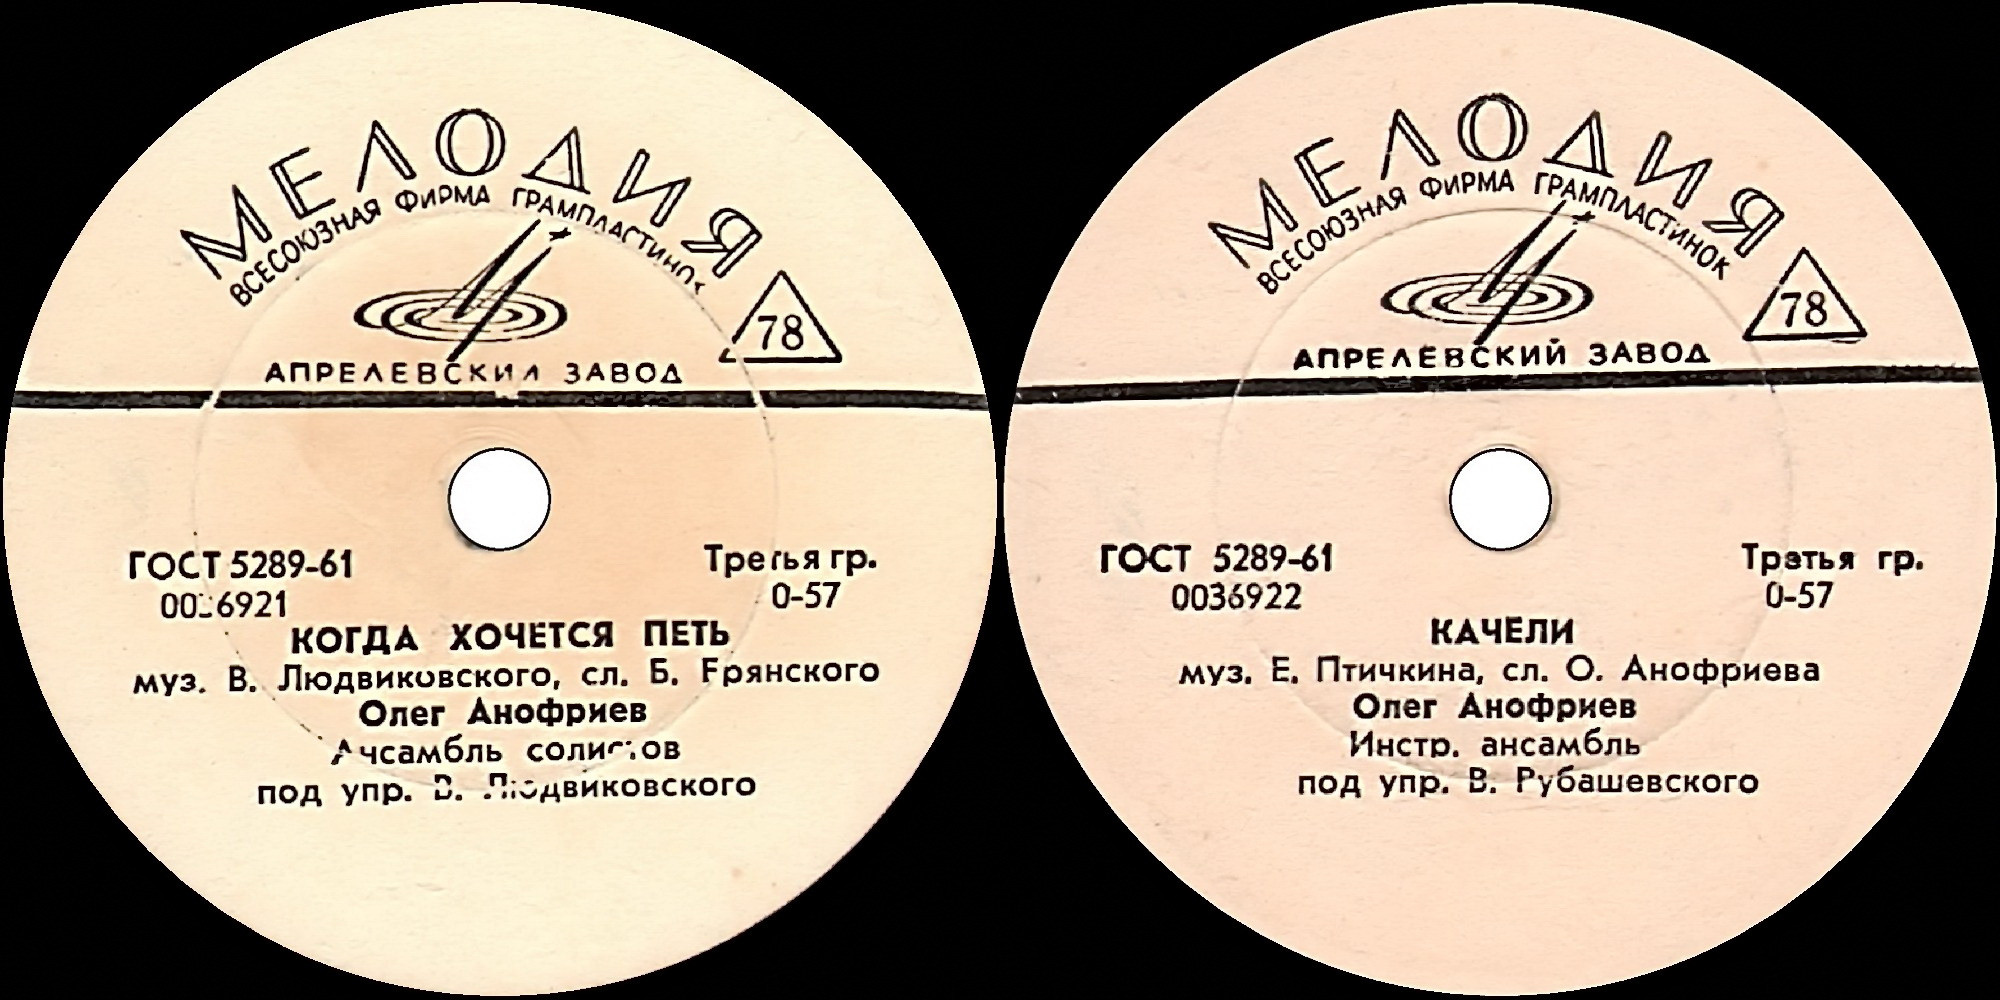 МЕЛОДИЯ
ВСЕСОЮЗНАЯ ФИРМА ГРАМПЛАСТИНОК
78
АПРЕЛЕВСКИЙ ЗАВОД
ГОСТ 5289-61
Третья гр.
0036921
0-57
КОГДА ХОЧЕТСЯ ПЕТЬ
муз. В. Людвиковского, сл. Б. Брянского
Олег Анофриев
Ансамбль солистов
под упр. В. Людвиковского
МЕЛОДИЯ
ВСЕСОЮЗНАЯ ФИРМА ГРАМПЛАСТИНОК
78
АПРЕЛЕВСКИЙ ЗАВОД
ГОСТ 5289-61
Третья гр.
0036922
0-57
КАЧЕЛИ
муз. Е. Птичкина, сл. О. Анофриева
Олег Анофриев
Инстр. ансамбль
под упр. В. Рубашевского